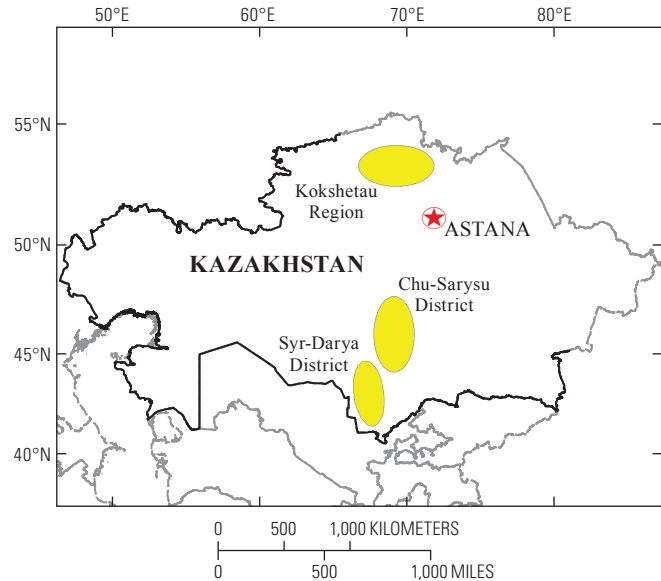 50°E 60°E 70°E 80°E
55°N
Kokshetau
Region
ASTANA
50°N
KAZAKHSTAN
Chu-Sarysu
District
Syr-Darya
District
45°N
40°N
0 500 1,000 KILOMETERS
0 500 1,000 MILES